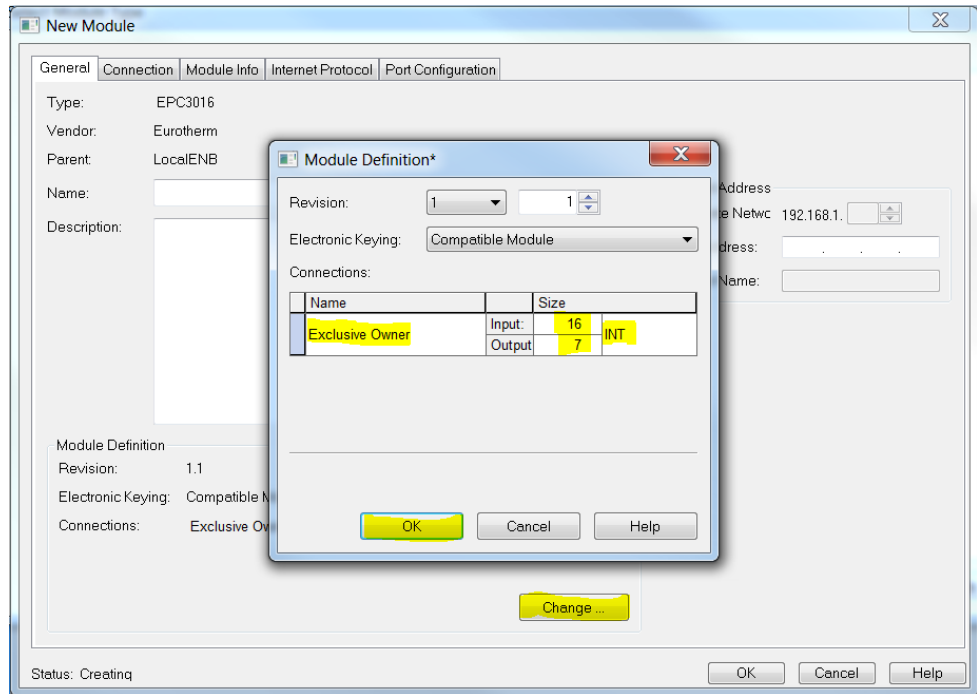 New Module
General Connection Module Info Internet Protocol Port Configuration
Type: EPC3016
Vendor: Eurotherm
Parent: LocalENB
Name:
Description:
Address
192.168.1.
dress:
Name:
Module Definition*
Revision: 1 1
Electronic Keying: Compatible Module
Connections:
Name Size
Exclusive Owner Input: 16 INT
Output 7
OK Cancel Help
Module Definition
Revision: 1.1
Electronic Keying: Compatible M
Connections: Exclusive Ow
Change ...
Status: Creating
OK Cancel Help